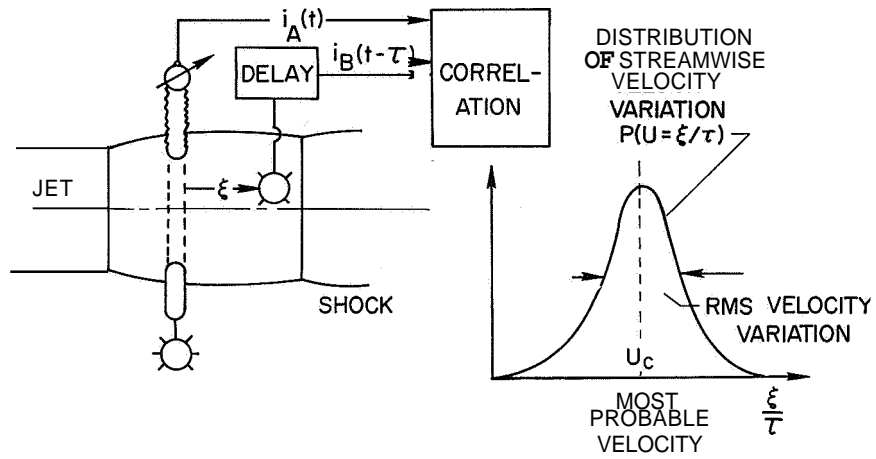 i_A(t)
i_B(t-τ)
DELAY
CORREL-
ATION
JET
ξ
SHOCK
DISTRIBUTION
OF STREAMWISE
VELOCITY
VARIATION
P(U=ξ/τ)
RMS VELOCITY
VARIATION
U_C
ξ/τ
MOST
PROBABLE
VELOCITY